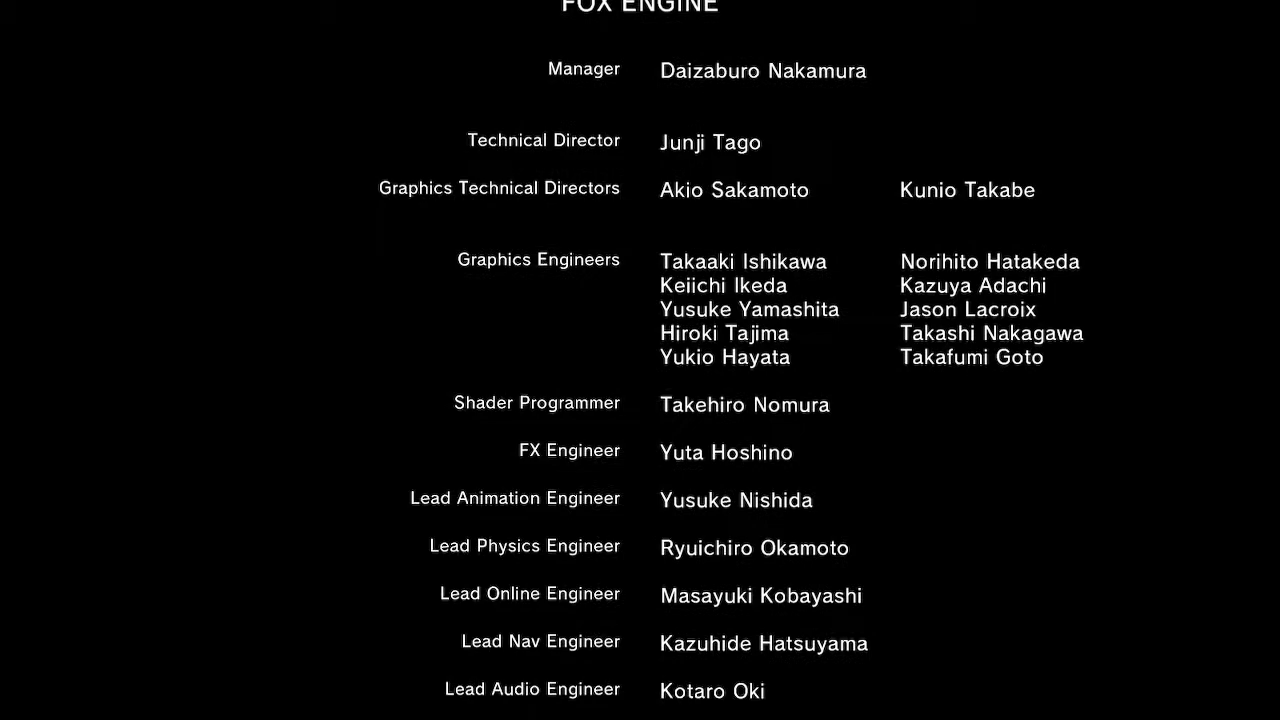 FOX ENGINE
Manager Daizaburo Nakamura
Technical Director Junji Tago
Graphics Technical Directors Akio Sakamoto Kunio Takabe
Graphics Engineers Takaaki Ishikawa Norihito Hatakeda
Keiichi Ikeda Kazuya Adachi
Yusuke Yamashita Jason Lacroix
Hiroki Tajima Takashi Nakagawa
Yukio Hayata Takafumi Goto
Shader Programmer Takehiro Nomura
FX Engineer Yuta Hoshino
Lead Animation Engineer Yusuke Nishida
Lead Physics Engineer Ryuichiro Okamoto
Lead Online Engineer Masayuki Kobayashi
Lead Nav Engineer Kazuhide Hatsuyama
Lead Audio Engineer Kotaro Oki